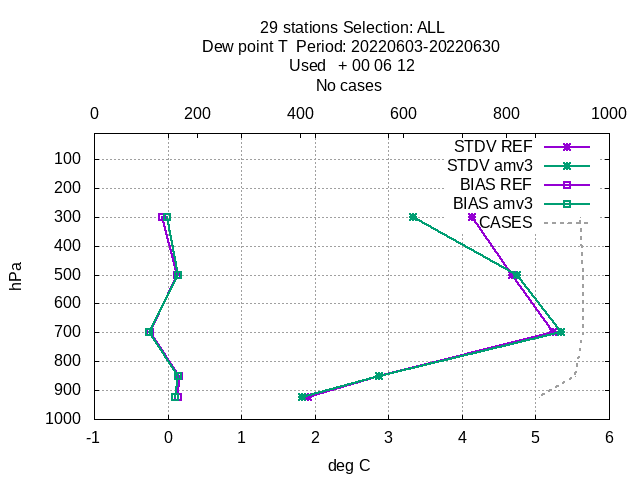 29 stations Selection: ALL
Dew point T  Period: 20220603-20220630
Used   + 00 06 12
No cases
0 200 400 600 800 1000
STDV REF
STDV amv3
BIAS REF
BIAS amv3
CASES
100
200
300
400
500
600
700
800
900
1000
hPa
-1 0 1 2 3 4 5 6
deg C